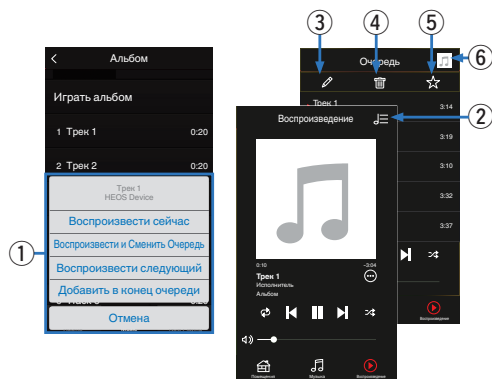 3
4
5
6
2
1
Альбом
Играть альбом
1 Трек 1 0:20
2 Трек 2 0:20
Трек 1
HEOS Device
Воспроизвести сейчас
Воспроизвести и Сменить Очередь
Воспроизвести следующий
Добавить в конец очереди
Отмена
Воспроизведение
0:10 -3:04
Трек 1
Исполнитель
Альбом
Помещения Музыка Воспроизведение
Очередь
Трек 1 3:14
3:19
3:10
3:32
3:37
Воспроизведение